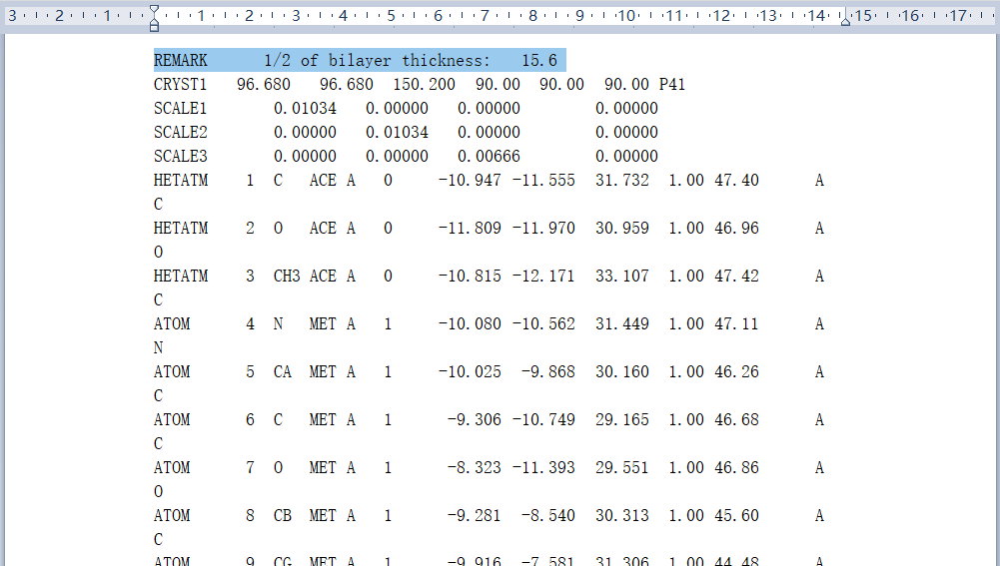 3 2 1 1 2 3 4 5 6 7 8 9 10 11 12 13 14 15 16 17
REMARK      1/2 of bilayer thickness:   15.6
CRYST1   96.680   96.680  150.200  90.00  90.00  90.00 P41
SCALE1       0.01034   0.00000   0.00000       0.00000
SCALE2       0.00000   0.01034   0.00000       0.00000
SCALE3       0.00000   0.00000   0.00666       0.00000
HETATM    1  C   ACE A   0     -10.947 -11.555  31.732  1.00 47.40      A
C
HETATM    2  O   ACE A   0     -11.809 -11.970  30.959  1.00 46.96      A
O
HETATM    3  CH3 ACE A   0     -10.815 -12.171  33.107  1.00 47.42      A
C
ATOM      4  N   MET A   1     -10.080 -10.562  31.449  1.00 47.11      A
N
ATOM      5  CA  MET A   1     -10.025  -9.868  30.160  1.00 46.26      A
C
ATOM      6  C   MET A   1      -9.306 -10.749  29.165  1.00 46.68      A
C
ATOM      7  O   MET A   1      -8.323 -11.393  29.551  1.00 46.86      A
O
ATOM      8  CB  MET A   1      -9.281  -8.540  30.313  1.00 45.60      A
C
ATOM      9  CG  MET A   1      -9.916  -7.581  31.306  1.00 44.48      A